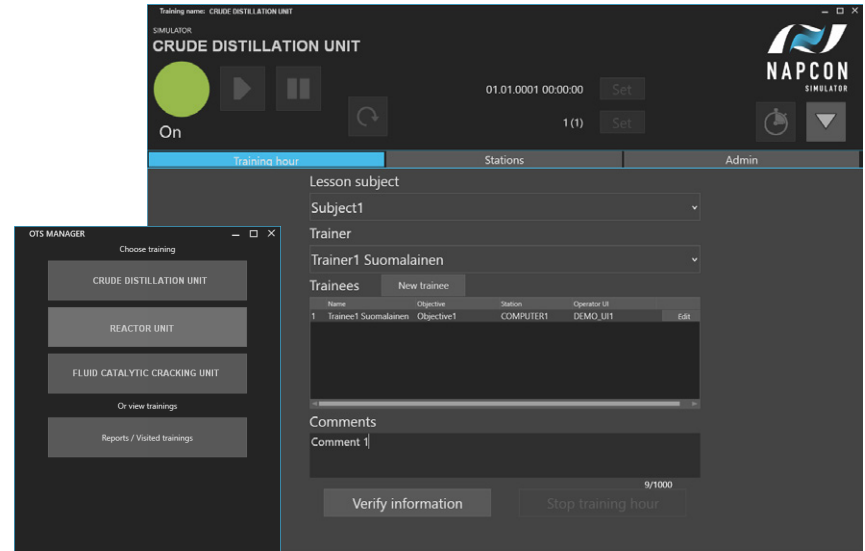 Training name: CRUDE DISTILLATION UNIT
SIMULATOR
CRUDE DISTILLATION UNIT
NAPCON
SIMULATOR
01.01.0001 00:00:00 Set
1 (1) Set
On
Training hour Stations Admin
Lesson subject
Subject1
Trainer
Trainer1 Suomalainen
Trainees New trainee
Name Objective Station Operator UI
1 Trainee1 Suomalainen Objective1 COMPUTER1 DEMO_UI1 Edit
Comments
Comment 1
9/1000
Verify information Stop training hour
OTS MANAGER
Choose training
CRUDE DISTILLATION UNIT
REACTOR UNIT
FLUID CATALYTIC CRACKING UNIT
Or view trainings
Reports / Visited trainings